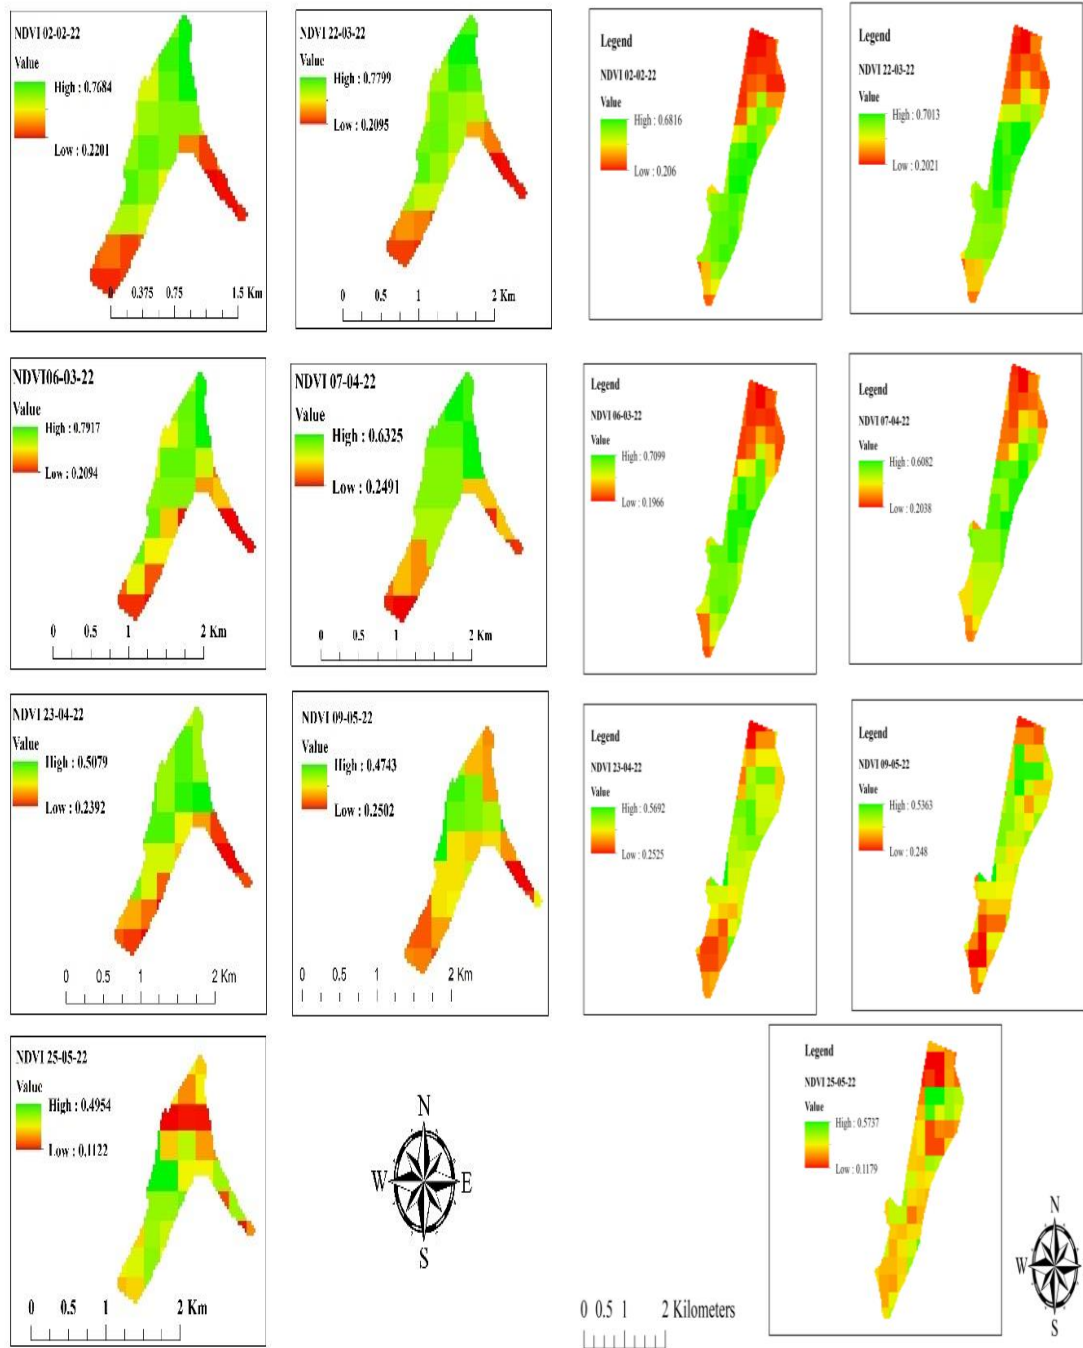 NDVI 02-02-22
Value
High : 0.7684
Low : 0.2201
0 0.375 0.75 1.5 Km
NDVI 22-03-22
Value
High : 0.7799
Low : 0.2095
0 0.5 1 2 Km
Legend
NDVI 02-02-22
Value
High : 0.6816
Low : 0.206
Legend
NDVI 22-03-22
Value
High : 0.7013
Low : 0.2021
NDVI06-03-22
Value
High : 0.7917
Low : 0.2094
0 0.5 1 2 Km
NDVI 07-04-22
Value
High : 0.6325
Low : 0.2491
0 0.5 1 2 Km
Legend
NDVI 06-03-22
Value
High : 0.7099
Low : 0.1966
Legend
NDVI 07-04-22
Value
High : 0.6082
Low : 0.2038
NDVI 23-04-22
Value
High : 0.5079
Low : 0.2392
0 0.5 1 2 Km
NDVI 09-05-22
Value
High : 0.4743
Low : 0.2502
0 0.5 1 2 Km
Legend
NDVI 23-04-22
Value
High : 0.5692
Low : 0.2525
Legend
NDVI 09-05-22
Value
High : 0.5363
Low : 0.248
NDVI 25-05-22
Value
High : 0.4954
Low : 0.1122
0 0.5 1 2 Km
N
W E
S
Legend
NDVI 25-05-22
Value
High : 0.5737
Low : 0.1179
0 0.5 1 2 Kilometers
N
W E
S